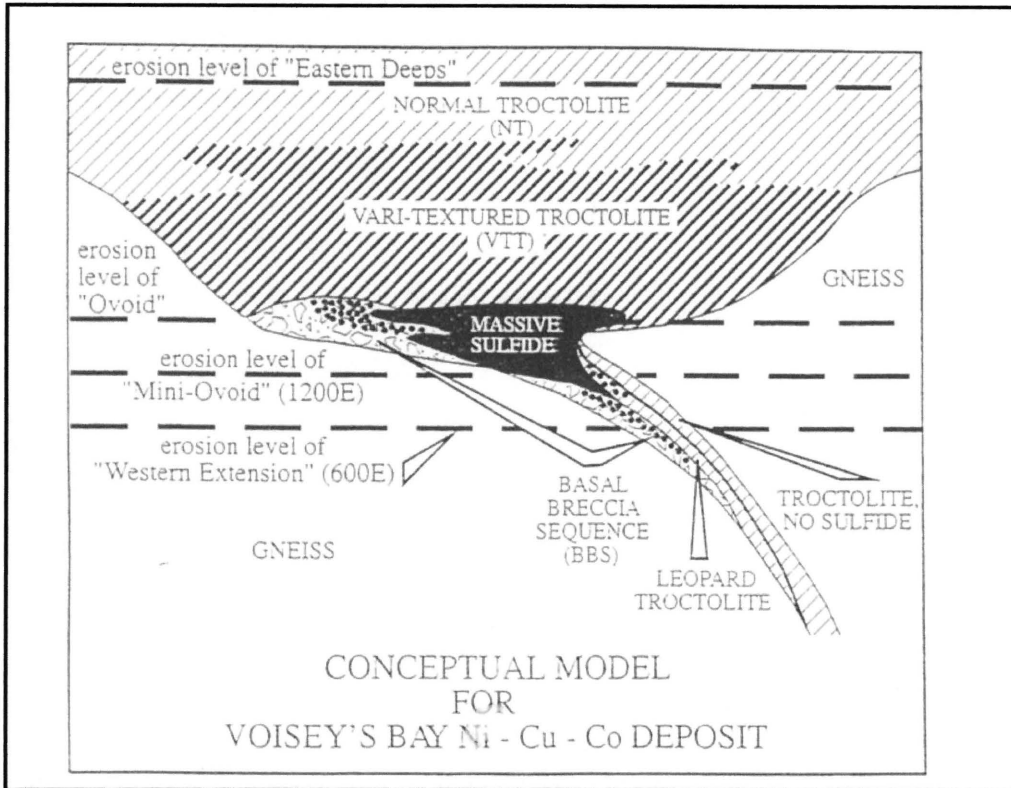 erosion level of "Eastern Deeps"
NORMAL TROCTOLITE
(NT)
VARI-TEXTURED TROCTOLITE
(VTT)
erosion
level of
"Ovoid"
GNEISS
MASSIVE
SULFIDE
erosion level of
"Mini-Ovoid" (1200E)
erosion level of
"Western Extension" (600E)
BASAL
BRECCIA
SEQUENCE
(BBS)
TROCTOLITE,
NO SULFIDE
GNEISS
LEOPARD
TROCTOLITE
CONCEPTUAL MODEL
FOR
VOISEY'S BAY Ni - Cu - Co DEPOSIT